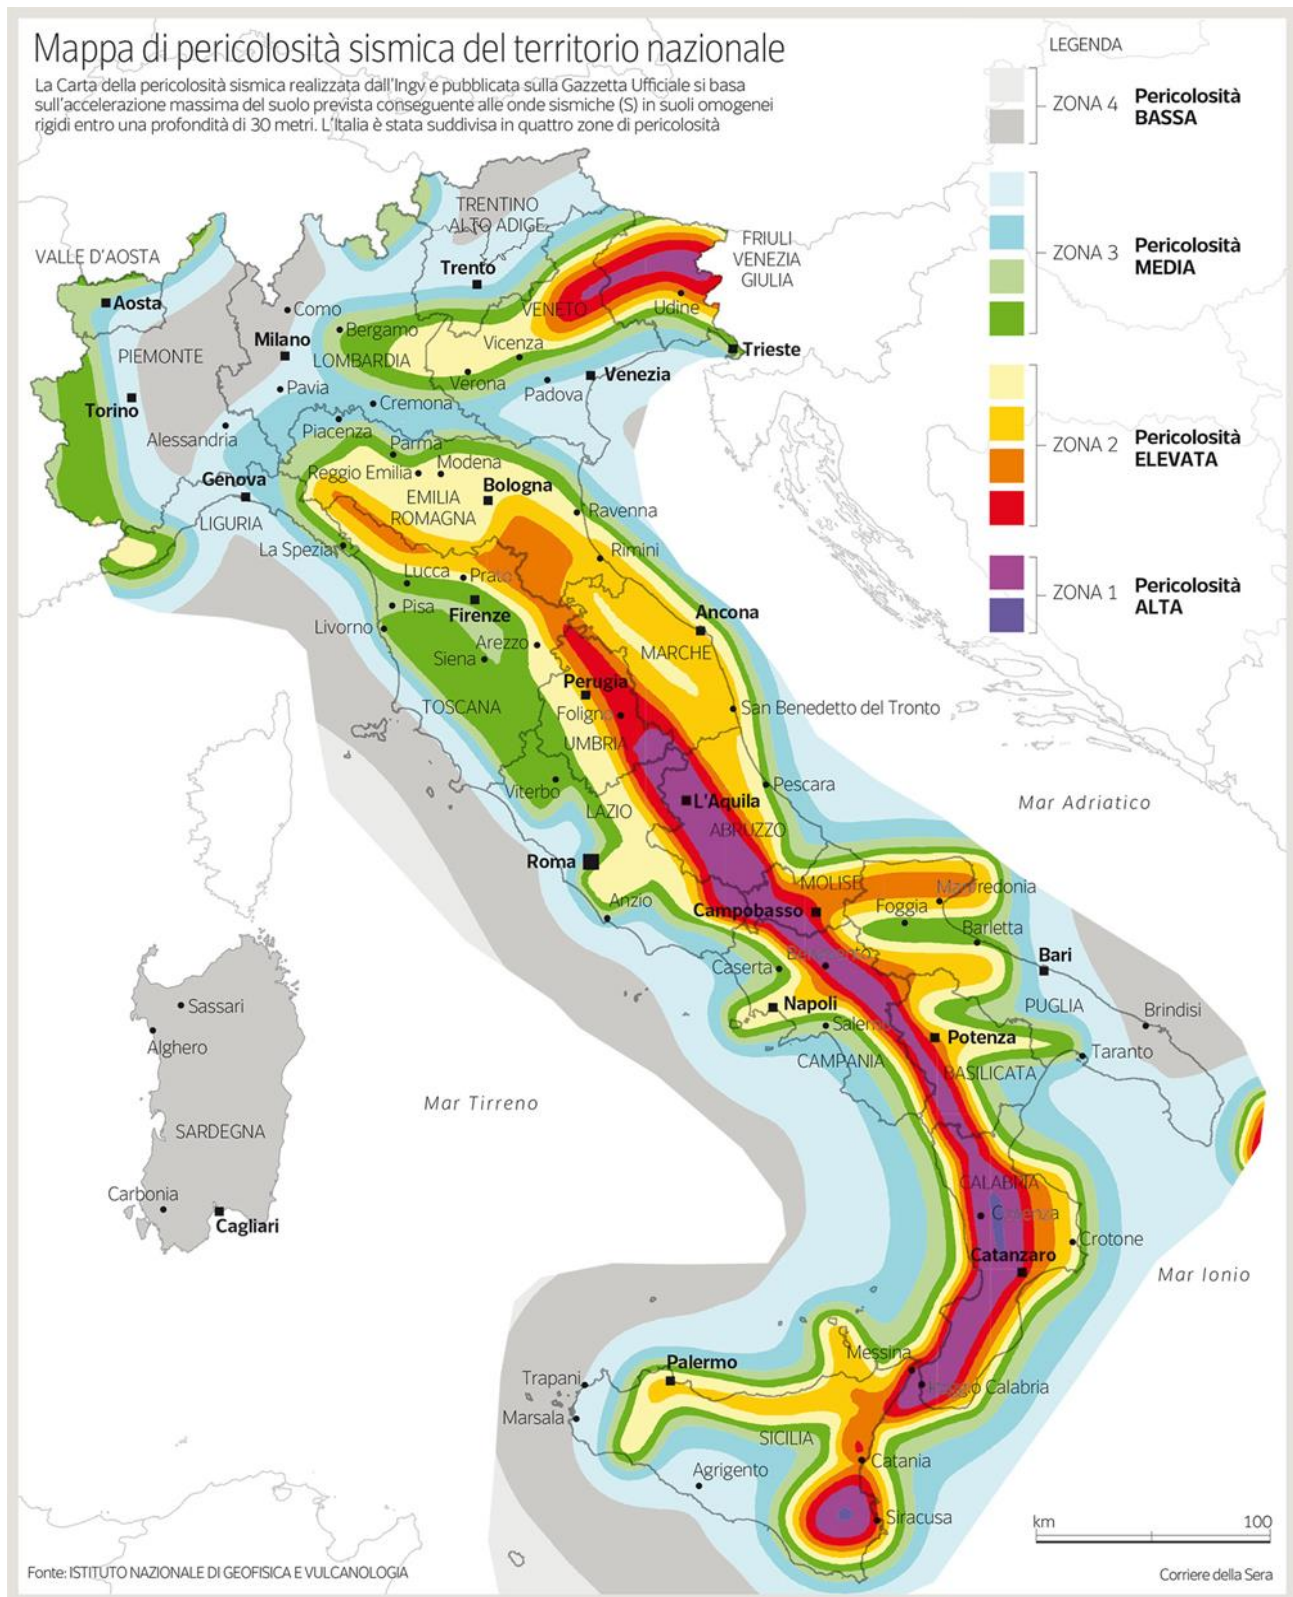 Mappa di pericolosità sismica del territorio nazionale
La Carta della pericolosità sismica realizzata dall'Ingv e pubblicata sulla Gazzetta Ufficiale si basa
sull'accelerazione massima del suolo prevista conseguente alle onde sismiche (S) in suoli omogenei
rigidi entro una profondità di 30 metri. L'Italia è stata suddivisa in quattro zone di pericolosità
LEGENDA
ZONA 4
Pericolosità
BASSA
ZONA 3
Pericolosità
MEDIA
ZONA 2
Pericolosità
ELEVATA
ZONA 1
Pericolosità
ALTA
TRENTINO
ALTO ADIGE
VALLE D'AOSTA
FRIULI
VENEZIA
GIULIA
Trento
Aosta
Como
VENETO
Udine
Bergamo
Milano
Vicenza
Trieste
PIEMONTE
LOMBARDIA
Venezia
Verona
Pavia
Padova
Torino
Cremona
Alessandria
Piacenza
Parma
Genova
Reggio Emilia
Modena
Bologna
EMILIA
ROMAGNA
LIGURIA
Ravenna
La Spezia
Rimini
Lucca
Prato
Pisa
Firenze
Ancona
Livorno
Arezzo
MARCHE
Siena
Perugia
TOSCANA
Foligno
San Benedetto del Tronto
UMBRIA
Viterbo
Pescara
L'Aquila
LAZIO
ABRUZZO
Mar Adriatico
Roma
MOLISE
Manfredonia
Anzio
Campobasso
Foggia
Barletta
Benevento
Bari
Caserta
Napoli
PUGLIA
Brindisi
Salerno
Potenza
Taranto
CAMPANIA
BASILICATA
Sassari
Alghero
Mar Tirreno
SARDEGNA
CALABRIA
Carbonia
Cosenza
Cagliari
Crotone
Catanzaro
Mar Ionio
Messina
Palermo
Trapani
Reggio Calabria
Marsala
SICILIA
Catania
Agrigento
Siracusa
km
100
Fonte: ISTITUTO NAZIONALE DI GEOFISICA E VULCANOLOGIA
Corriere della Sera